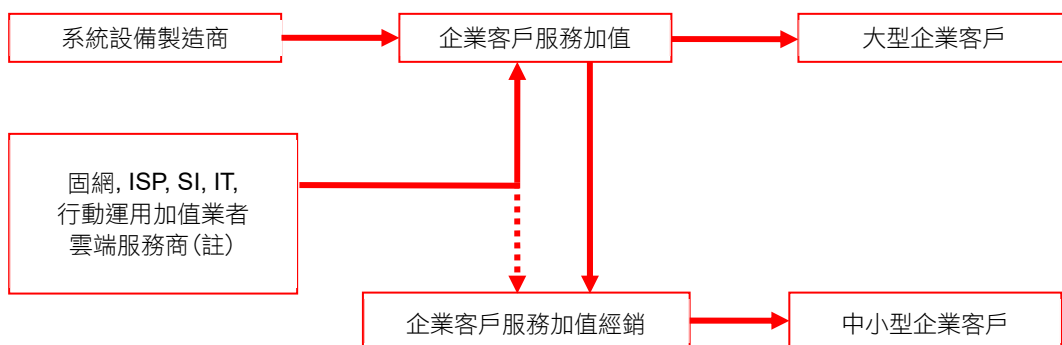 系統設備製造商
企業客戶服務加值
大型企業客戶
固網, ISP, SI, IT,
行動運用加值業者
雲端服務商(註)
企業客戶服務加值經銷
中小型企業客戶